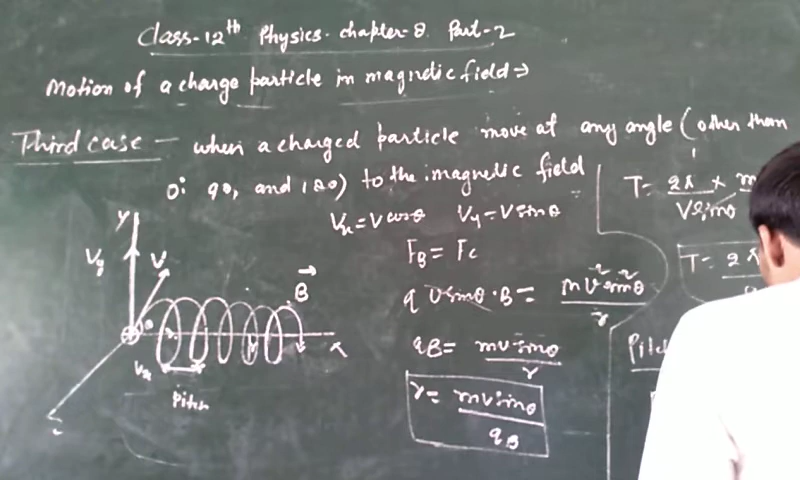 Class-12th Physics. chapter-8 Part-2
Motion of a charge particle in magnetic field ⇒
Third case - when a charged particle move at any angle (other than
0: 90, and 180) to the magnetic field
Vx = V cosθ Vy = V sinθ
FB = Fc
q V sinθ · B = mV²sin²θ / r
qB = mv sinθ / r
r = mv sinθ / qB
y
Vy
V
B
θ
x
Vx
Pitch
z
T = 2π / V sinθ × m
T = 2π
Pitch